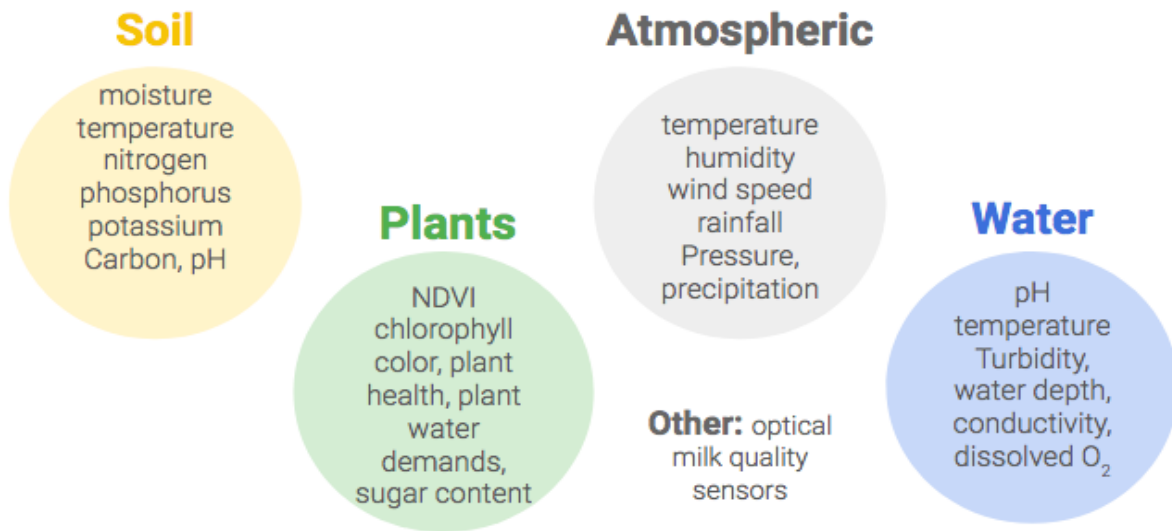 Soil
moisture
temperature
nitrogen
phosphorus
potassium
Carbon, pH
Plants
NDVI
chlorophyll
color, plant
health, plant
water
demands,
sugar content
Atmospheric
temperature
humidity
wind speed
rainfall
Pressure,
precipitation
Other: optical
milk quality
sensors
Water
pH
temperature
Turbidity,
water depth,
conductivity,
dissolved O₂